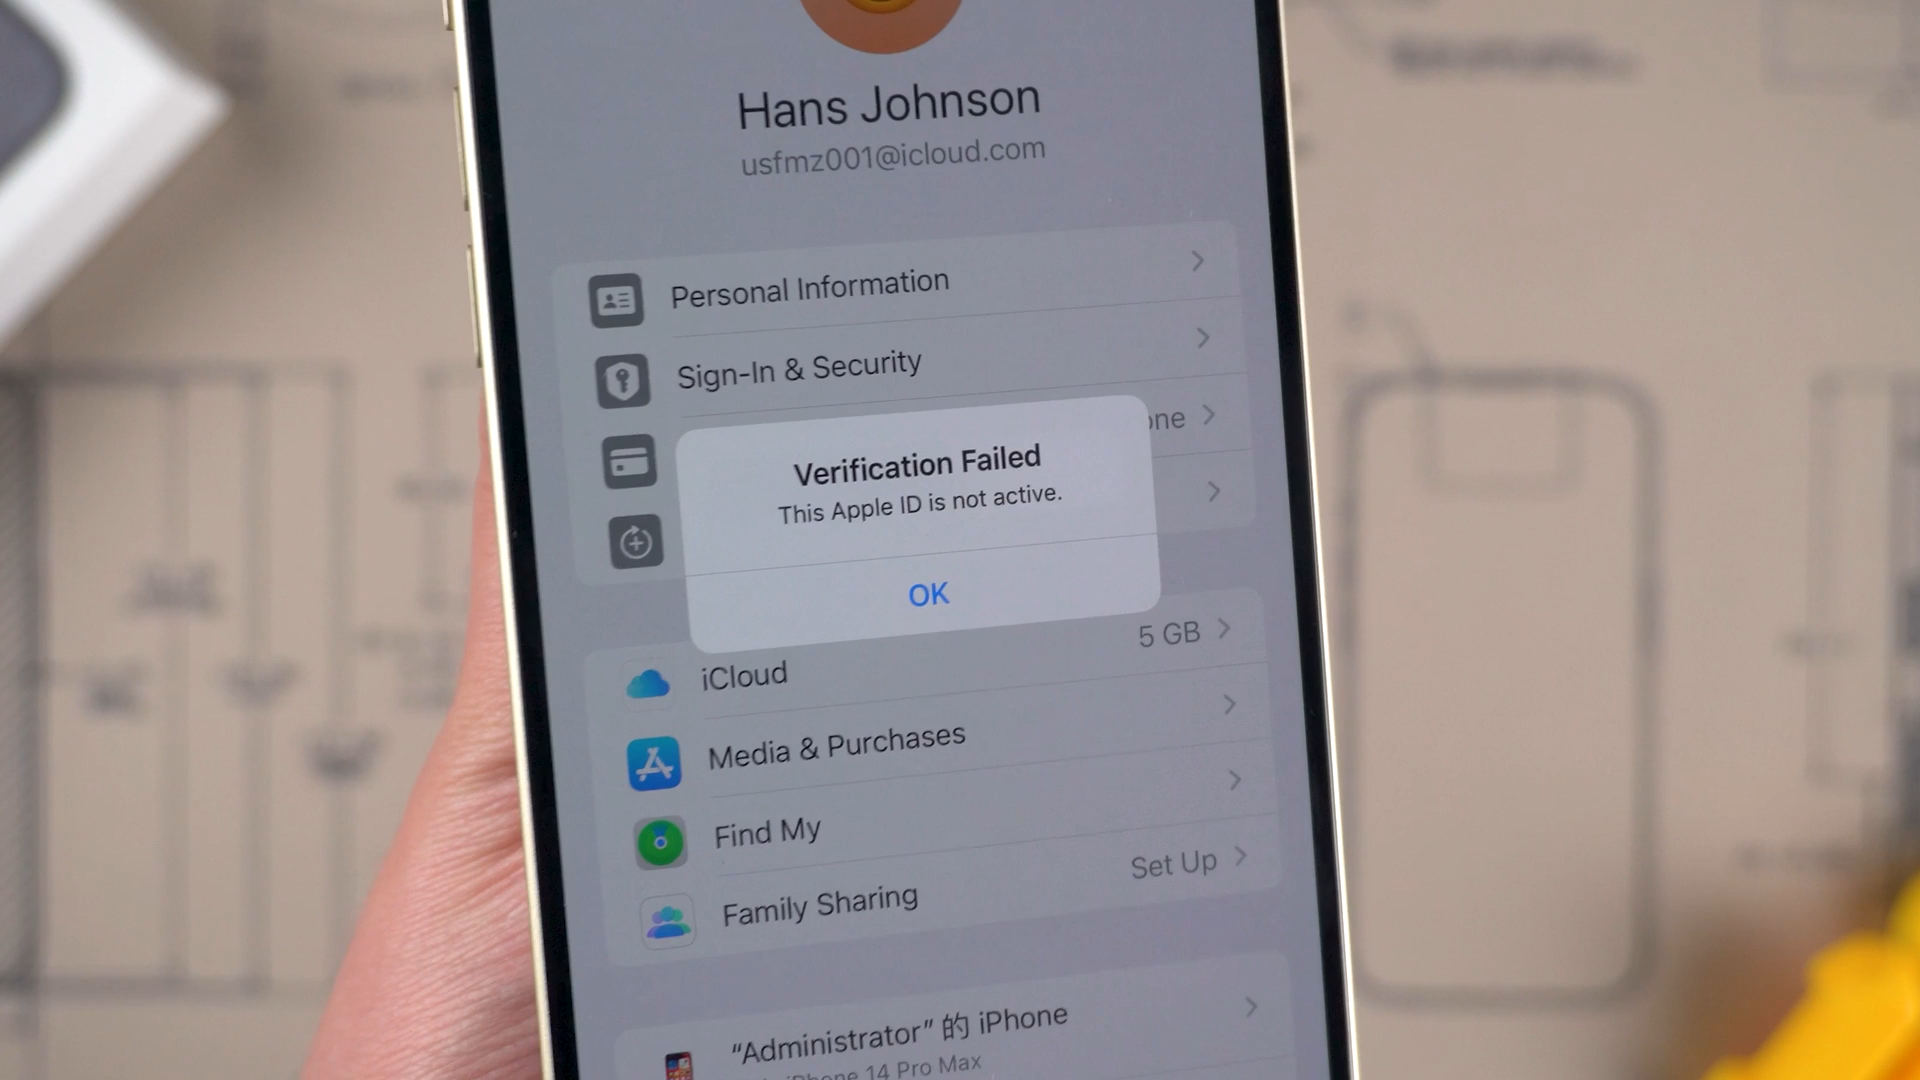 Hans Johnson
usfmz001@icloud.com
Personal Information
Sign-In & Security
Verification Failed
This Apple ID is not active.
OK
iCloud 5 GB
Media & Purchases
Find My
Family Sharing Set Up
“Administrator” 的 iPhone
iPhone 14 Pro Max